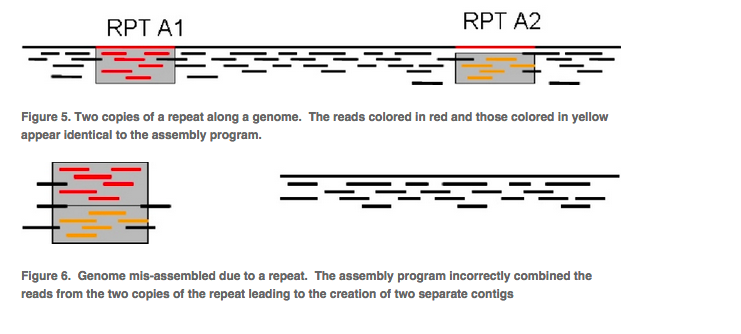 RPT A1
RPT A2
Figure 5. Two copies of a repeat along a genome. The reads colored in red and those colored in yellow
appear identical to the assembly program.
Figure 6. Genome mis-assembled due to a repeat. The assembly program incorrectly combined the
reads from the two copies of the repeat leading to the creation of two separate contigs